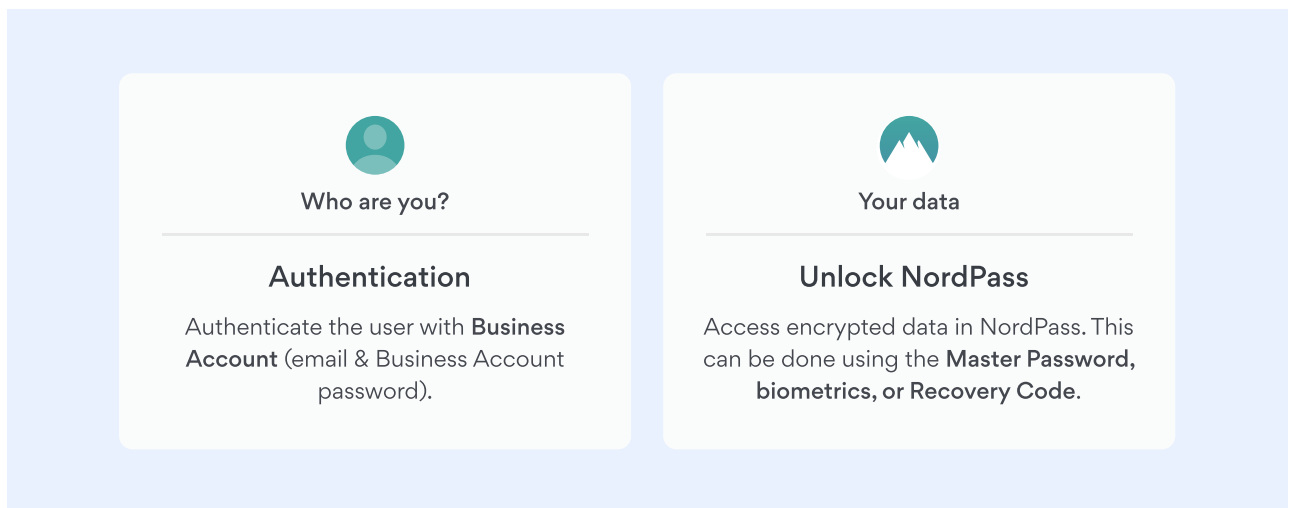 Who are you?
Authentication
Authenticate the user with Business
Account (email & Business Account
password).
Your data
Unlock NordPass
Access encrypted data in NordPass. This
can be done using the Master Password,
biometrics, or Recovery Code.